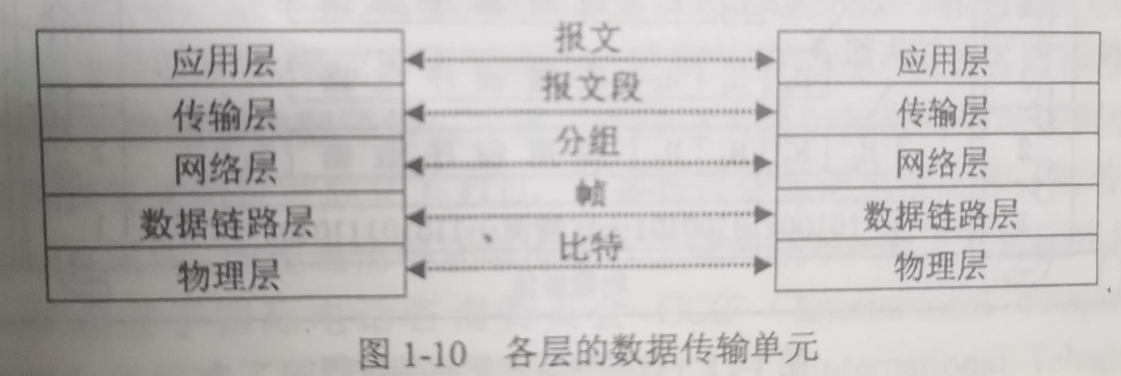 报文
应用层 应用层
报文段
传输层 传输层
分组
网络层 网络层
帧
数据链路层 数据链路层
比特
物理层 物理层
图 1-10 各层的数据传输单元